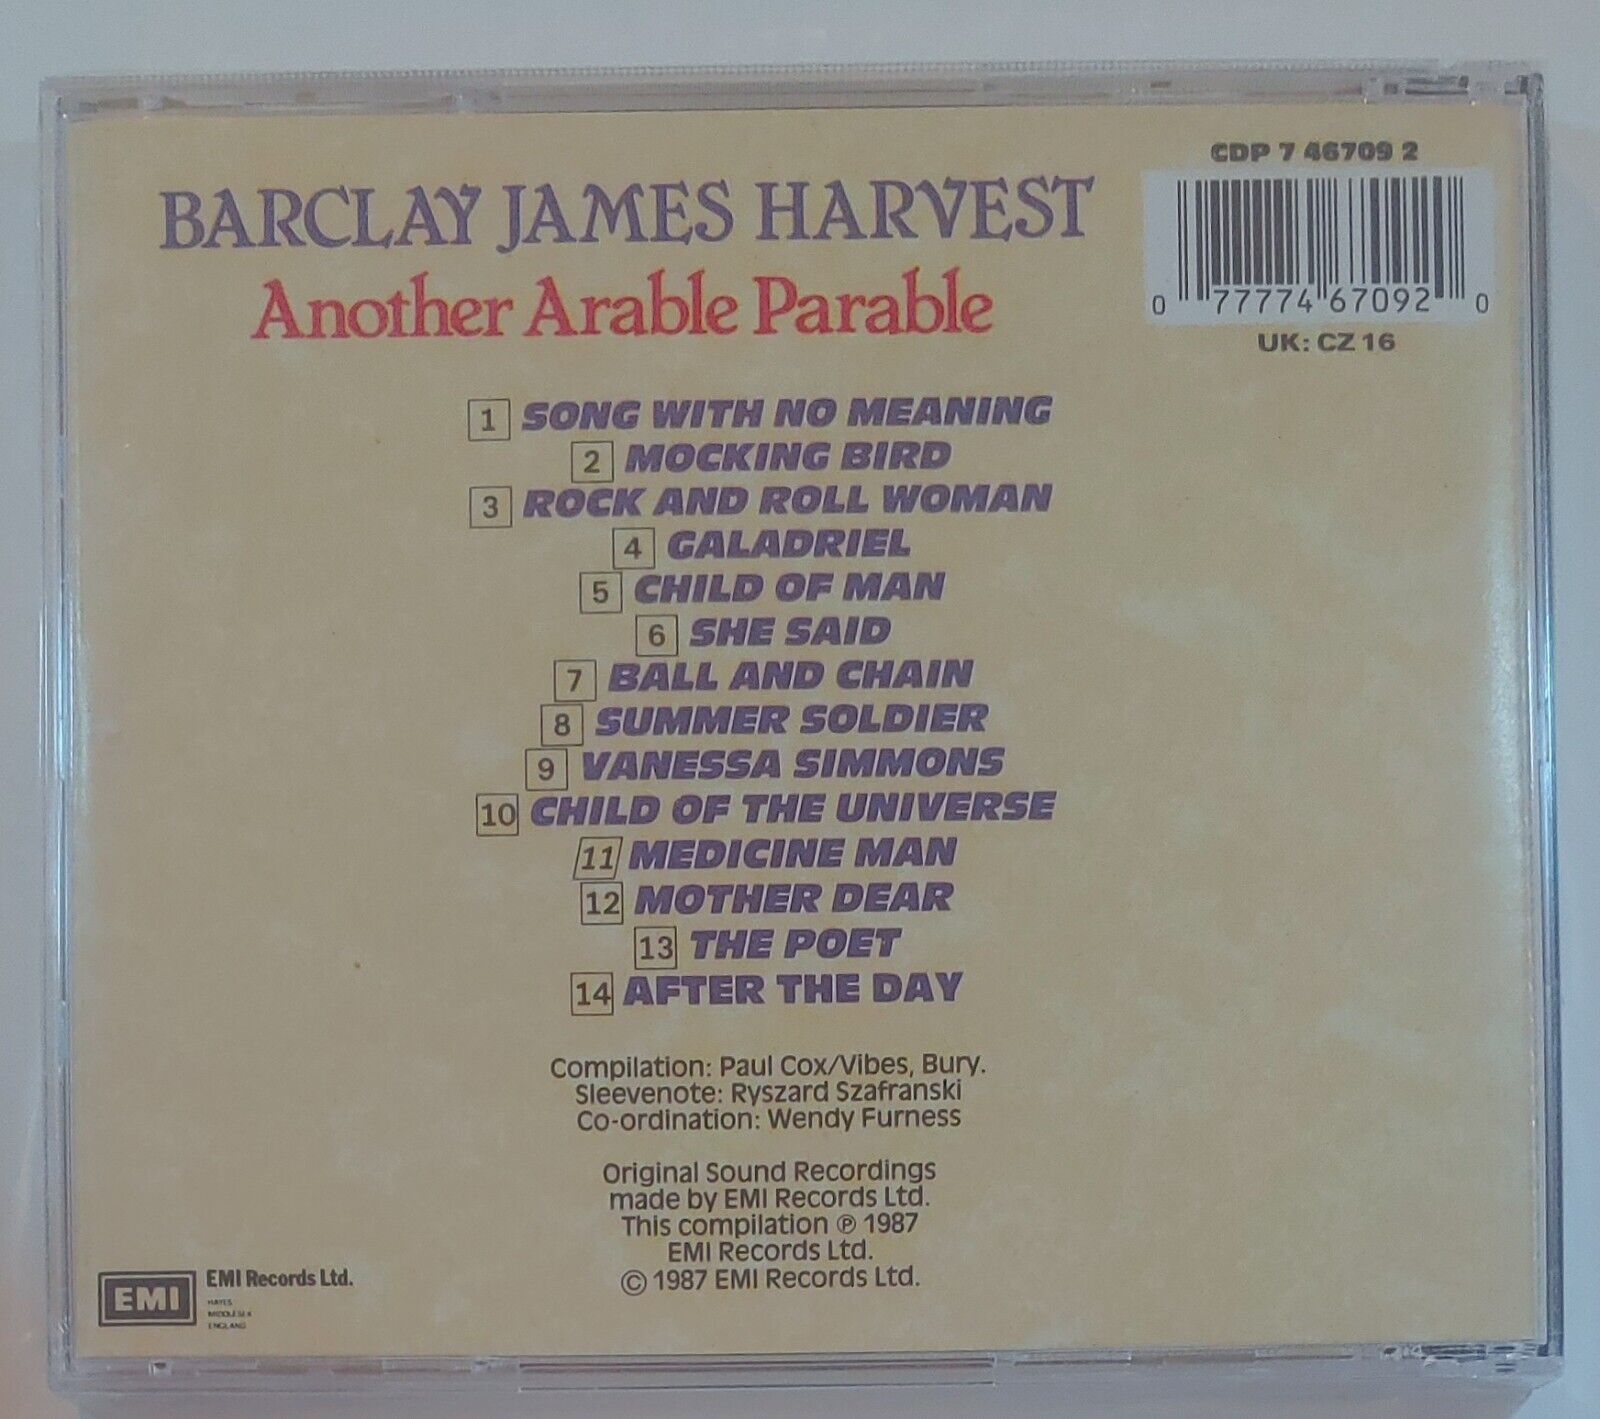 CDP 7 46709 2
BARCLAY JAMES HARVEST
Another Arable Parable
0 77774 67092 0
UK: CZ 16
1 SONG WITH NO MEANING
2 MOCKING BIRD
3 ROCK AND ROLL WOMAN
4 GALADRIEL
5 CHILD OF MAN
6 SHE SAID
7 BALL AND CHAIN
8 SUMMER SOLDIER
9 VANESSA SIMMONS
10 CHILD OF THE UNIVERSE
11 MEDICINE MAN
12 MOTHER DEAR
13 THE POET
14 AFTER THE DAY
Compilation: Paul Cox/Vibes, Bury.
Sleevenote: Ryszard Szafranski
Co-ordination: Wendy Furness
Original Sound Recordings
made by EMI Records Ltd.
This compilation ℗ 1987
EMI Records Ltd.
© 1987 EMI Records Ltd.
EMI
EMI Records Ltd.
HAYES
MIDDLESEX
ENGLAND